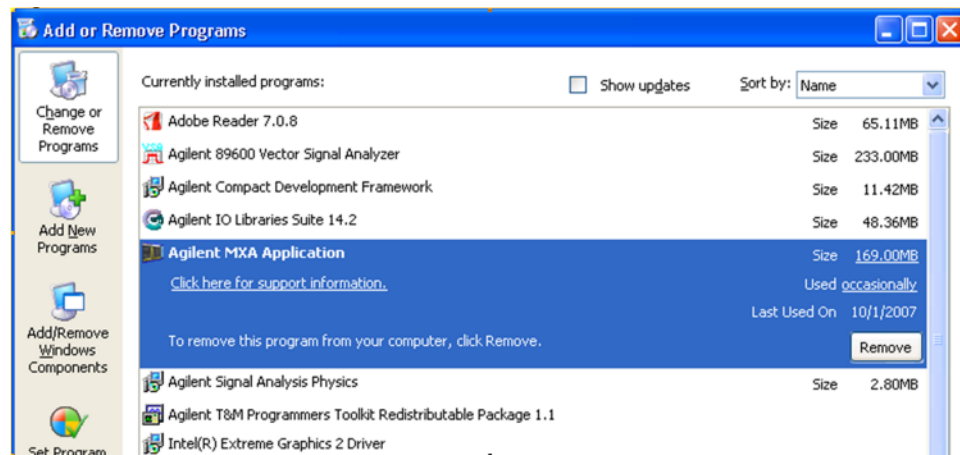 Add or Remove Programs
Change or
Remove
Programs
Add New
Programs
Add/Remove
Windows
Components
Set Program
Currently installed programs:
Show updates
Sort by: Name
Adobe Reader 7.0.8 Size 65.11MB
Agilent 89600 Vector Signal Analyzer Size 233.00MB
Agilent Compact Development Framework Size 11.42MB
Agilent IO Libraries Suite 14.2 Size 48.36MB
Agilent MXA Application Size 169.00MB
Click here for support information. Used occasionally
Last Used On 10/1/2007
To remove this program from your computer, click Remove. Remove
Agilent Signal Analysis Physics Size 2.80MB
Agilent T&M Programmers Toolkit Redistributable Package 1.1
Intel(R) Extreme Graphics 2 Driver